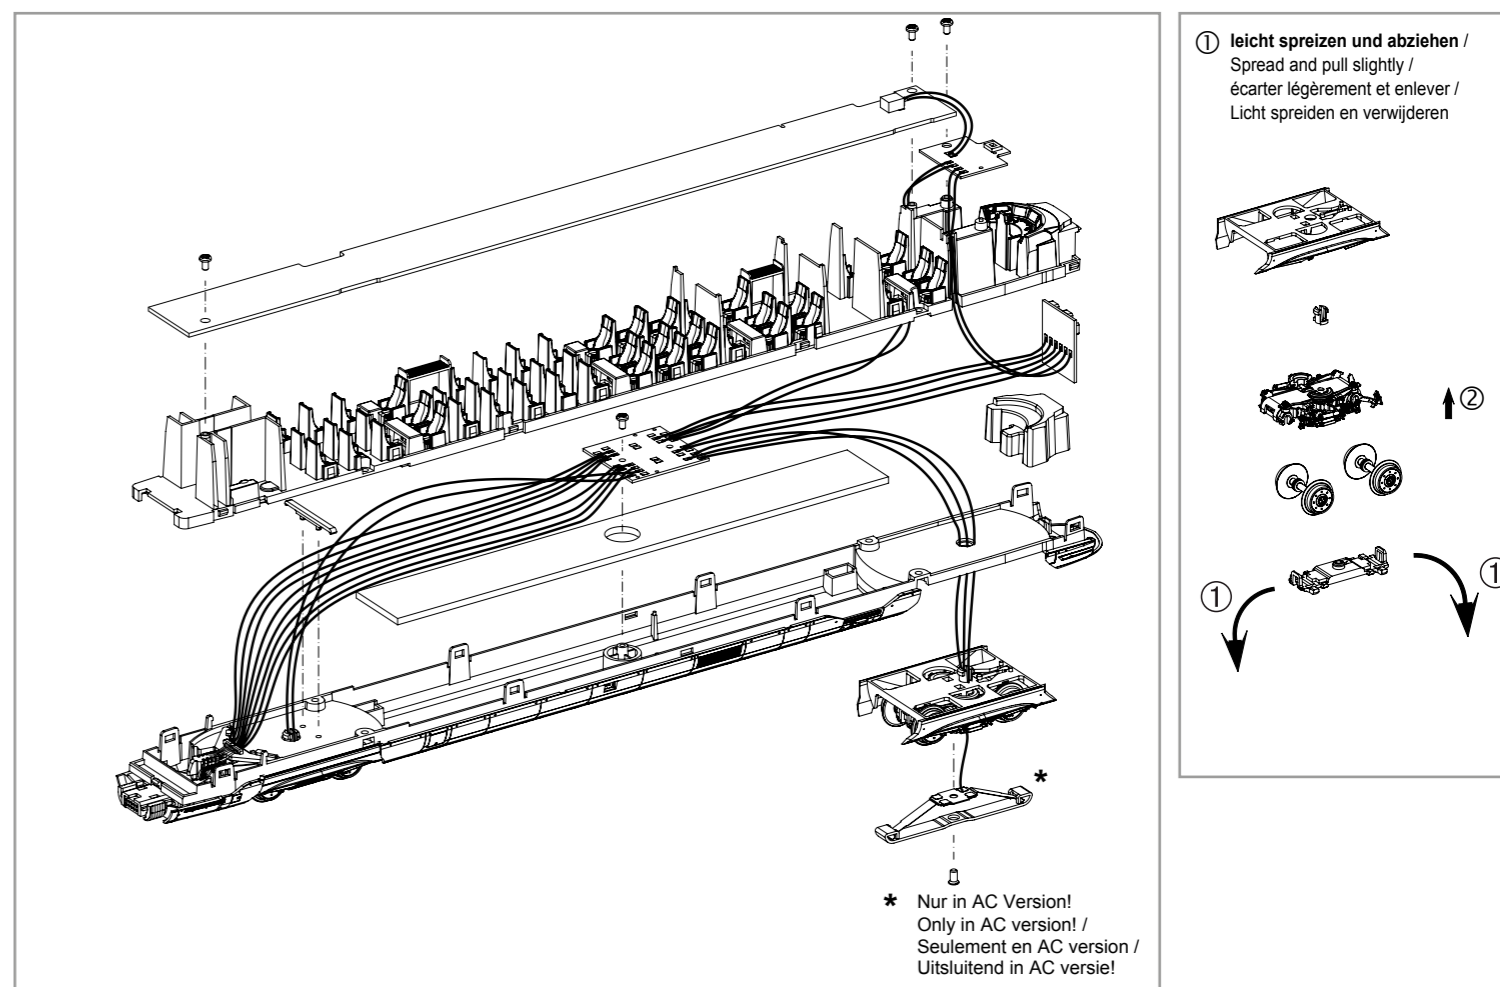 ① leicht spreizen und abziehen /
Spread and pull slightly /
écarter légèrement et enlever /
Licht spreiden en verwijderen
②
①
①
*
* Nur in AC Version!
Only in AC version! /
Seulement en AC version /
Uitsluitend in AC versie!